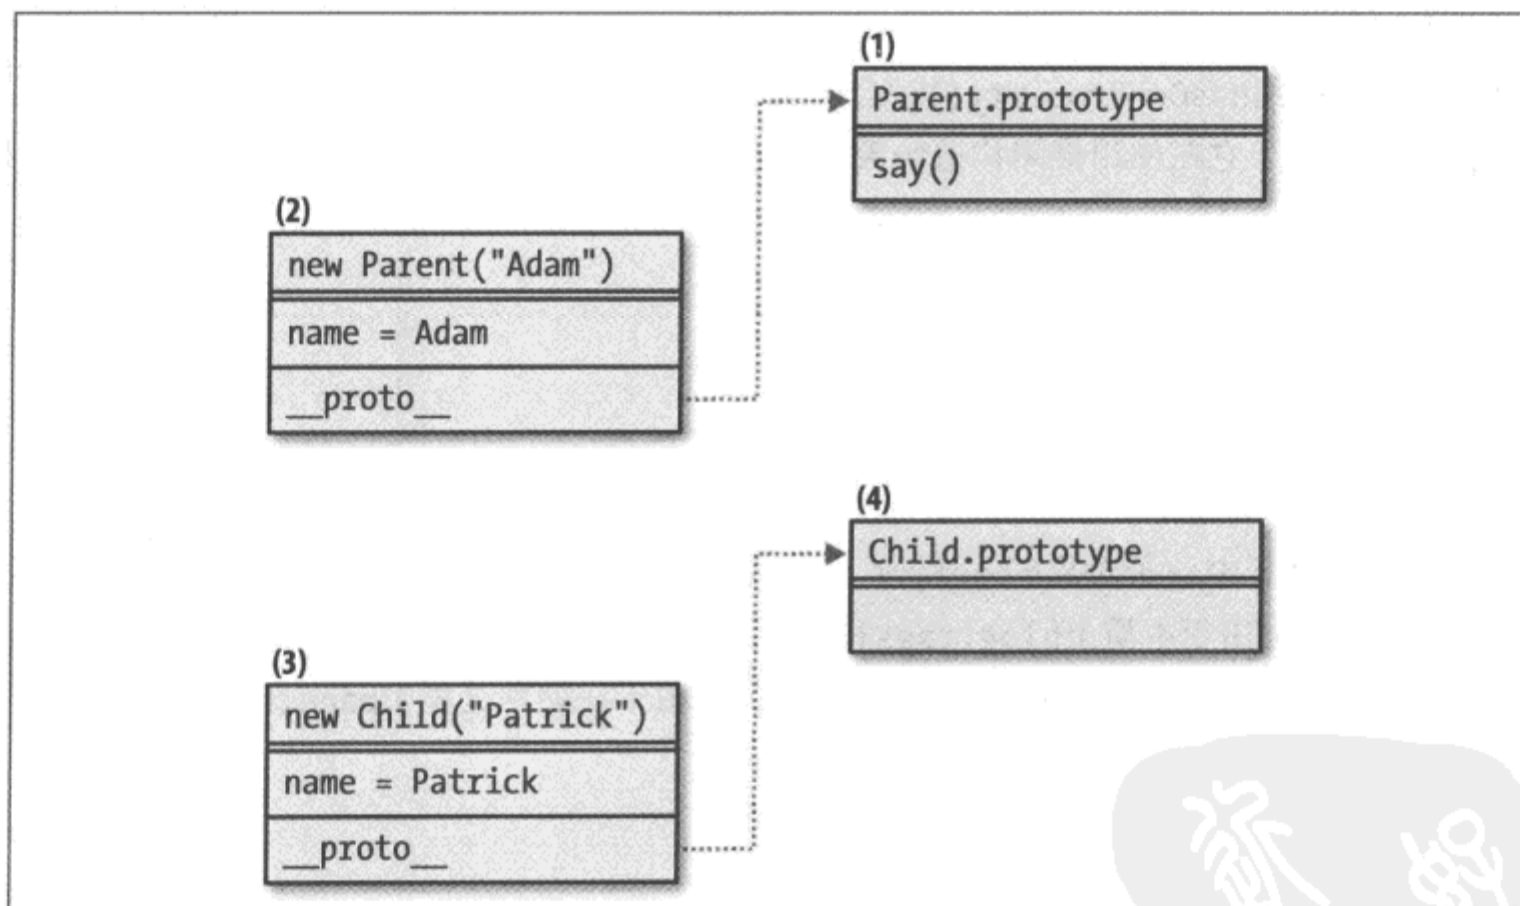 (1)
Parent.prototype
say()
(2)
new Parent("Adam")
name = Adam
__proto__
(4)
Child.prototype
(3)
new Child("Patrick")
name = Patrick
__proto__